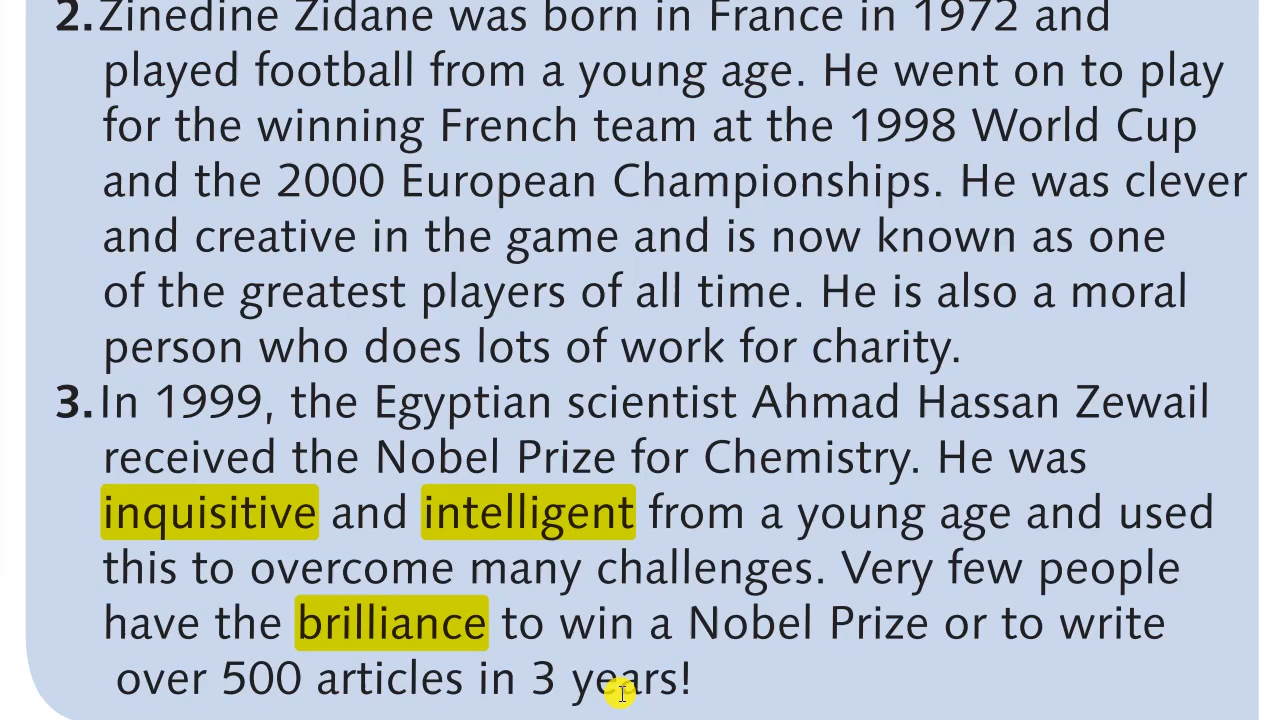 2. Zinedine Zidane was born in France in 1972 and
played football from a young age. He went on to play
for the winning French team at the 1998 World Cup
and the 2000 European Championships. He was clever
and creative in the game and is now known as one
of the greatest players of all time. He is also a moral
person who does lots of work for charity.
3. In 1999, the Egyptian scientist Ahmad Hassan Zewail
received the Nobel Prize for Chemistry. He was
inquisitive and intelligent from a young age and used
this to overcome many challenges. Very few people
have the brilliance to win a Nobel Prize or to write
over 500 articles in 3 years!